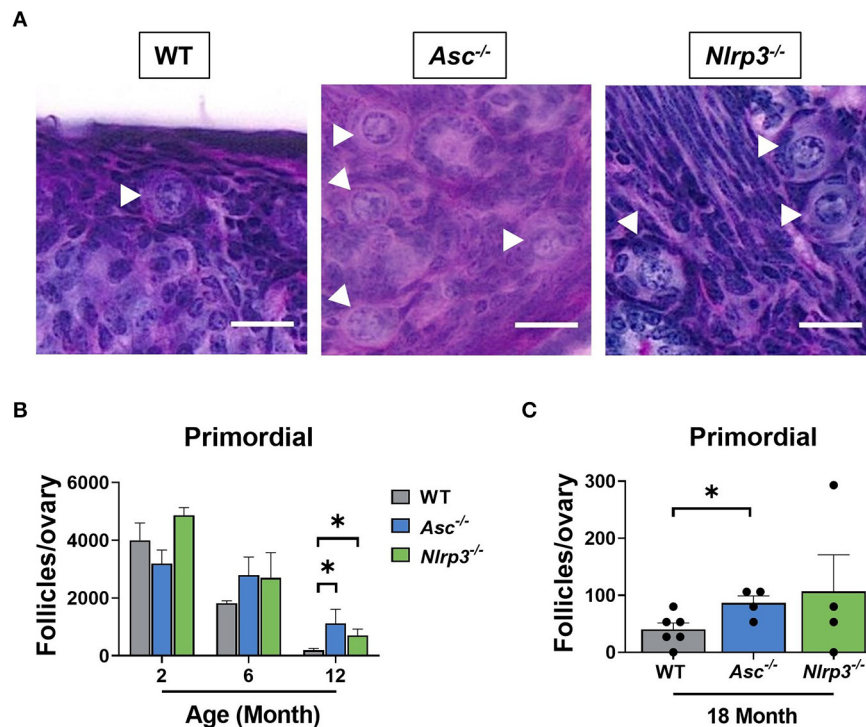 A
WT
Asc-/-
Nlrp3-/-
B
Primordial
Follicles/ovary
6000
4000
2000
0
2
6
12
Age (Month)
WT
Asc-/-
Nlrp3-/-
*
*
C
Primordial
Follicles/ovary
300
200
100
0
*
WT
Asc-/-
Nlrp3-/-
18 Month